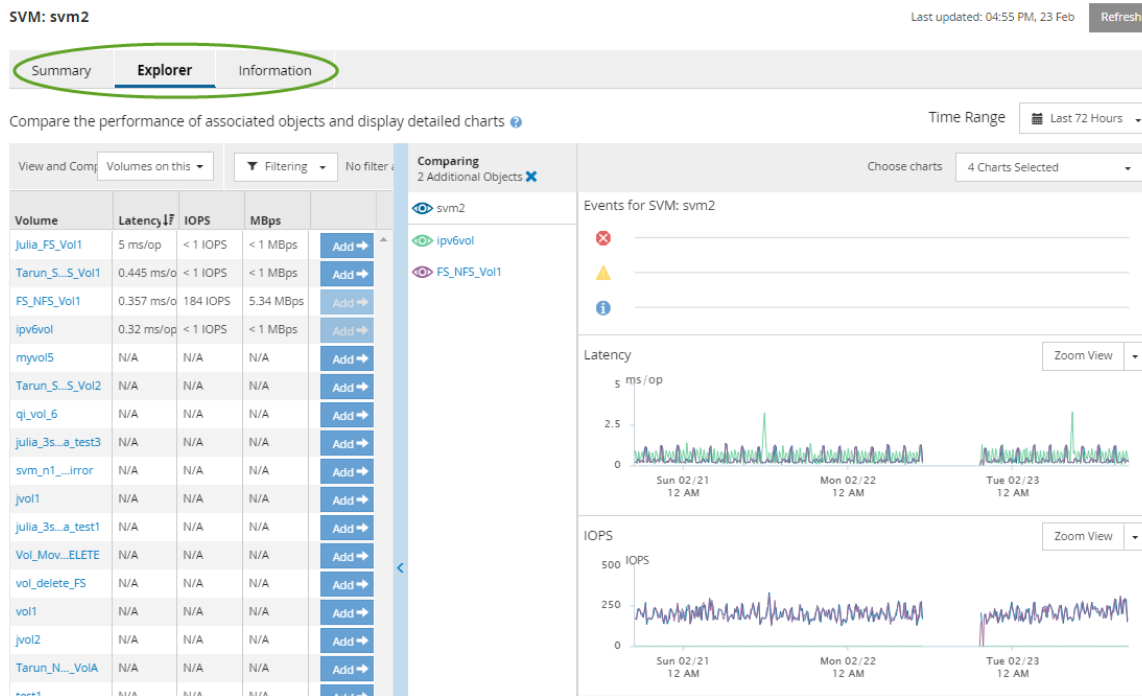 SVM: svm2
Last updated: 04:55 PM, 23 Feb Refresh
Summary Explorer Information
Compare the performance of associated objects and display detailed charts ?
Time Range Last 72 Hours
View and Comp Volumes on this Filtering No filter
Comparing
2 Additional Objects
Choose charts 4 Charts Selected
Volume Latency IOPS MBps
Julia_FS_Vol1 5 ms/op < 1 IOPS < 1 MBps Add
Tarun_S...S_Vol1 0.445 ms/o < 1 IOPS < 1 MBps Add
FS_NFS_Vol1 0.357 ms/o 184 IOPS 5.34 MBps Add
ipv6vol 0.32 ms/op < 1 IOPS < 1 MBps Add
myvol5 N/A N/A N/A Add
Tarun_S...S_Vol2 N/A N/A N/A Add
qi_vol_6 N/A N/A N/A Add
julia_3s...a_test3 N/A N/A N/A Add
svm_n1_...irror N/A N/A N/A Add
jvol1 N/A N/A N/A Add
julia_3s...a_test1 N/A N/A N/A Add
Vol_Mov...ELETE N/A N/A N/A Add
vol_delete_FS N/A N/A N/A Add
vol1 N/A N/A N/A Add
jvol2 N/A N/A N/A Add
Tarun_N..._VolA N/A N/A N/A Add
test1 N/A N/A N/A Add
svm2
ipv6vol
FS_NFS_Vol1
Events for SVM: svm2
Latency Zoom View
ms/op
5
2.5
0
Sun 02/21 Mon 02/22 Tue 02/23
12 AM 12 AM 12 AM
IOPS Zoom View
IOPS
500
250
0
Sun 02/21 Mon 02/22 Tue 02/23
12 AM 12 AM 12 AM